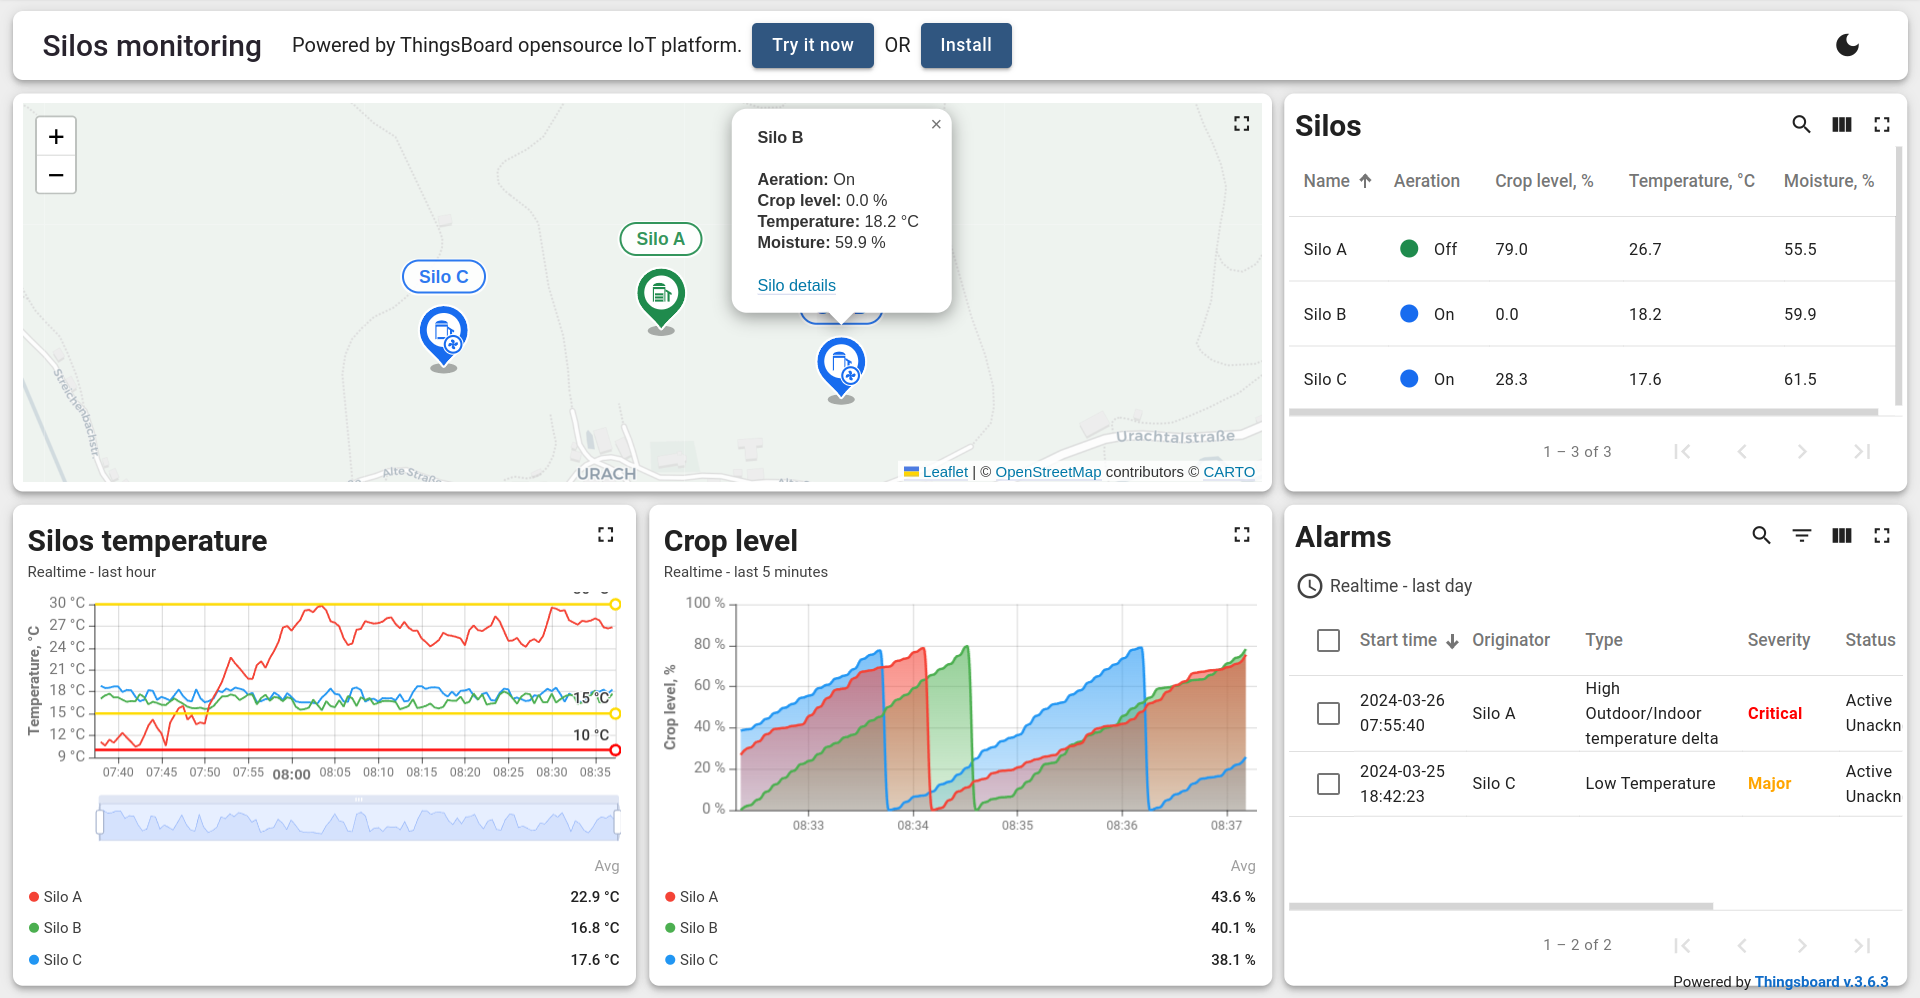 Silos monitoring
Powered by ThingsBoard opensource IoT platform.
Try it now
OR
Install
+
−
Silo C
Silo A
×
Silo B
Aeration: On
Crop level: 0.0 %
Temperature: 18.2 °C
Moisture: 59.9 %
Silo details
Streichenbachstr.
Alte Straße
URACH
Urachtalstraße
Leaflet | © OpenStreetMap contributors © CARTO
Silos
Name Aeration Crop level, % Temperature, °C Moisture, %
Silo A Off 79.0 26.7 55.5
Silo B On 0.0 18.2 59.9
Silo C On 28.3 17.6 61.5
1 – 3 of 3
Silos temperature
Realtime - last hour
Temperature, °C
30 °C
27 °C
24 °C
21 °C
18 °C
15 °C
12 °C
9 °C
15 °C
10 °C
07:40 07:45 07:50 07:55 08:00 08:05 08:10 08:15 08:20 08:25 08:30 08:35
Avg
Silo A 22.9 °C
Silo B 16.8 °C
Silo C 17.6 °C
Crop level
Realtime - last 5 minutes
Crop level, %
100 %
80 %
60 %
40 %
20 %
0 %
08:33 08:34 08:35 08:36 08:37
Avg
Silo A 43.6 %
Silo B 40.1 %
Silo C 38.1 %
Alarms
Realtime - last day
Start time Originator Type Severity Status
2024-03-26
07:55:40
Silo A
High
Outdoor/Indoor
temperature delta
Critical
Active
Unackn
2024-03-25
18:42:23
Silo C
Low Temperature
Major
Active
Unackn
1 – 2 of 2
Powered by Thingsboard v.3.6.3